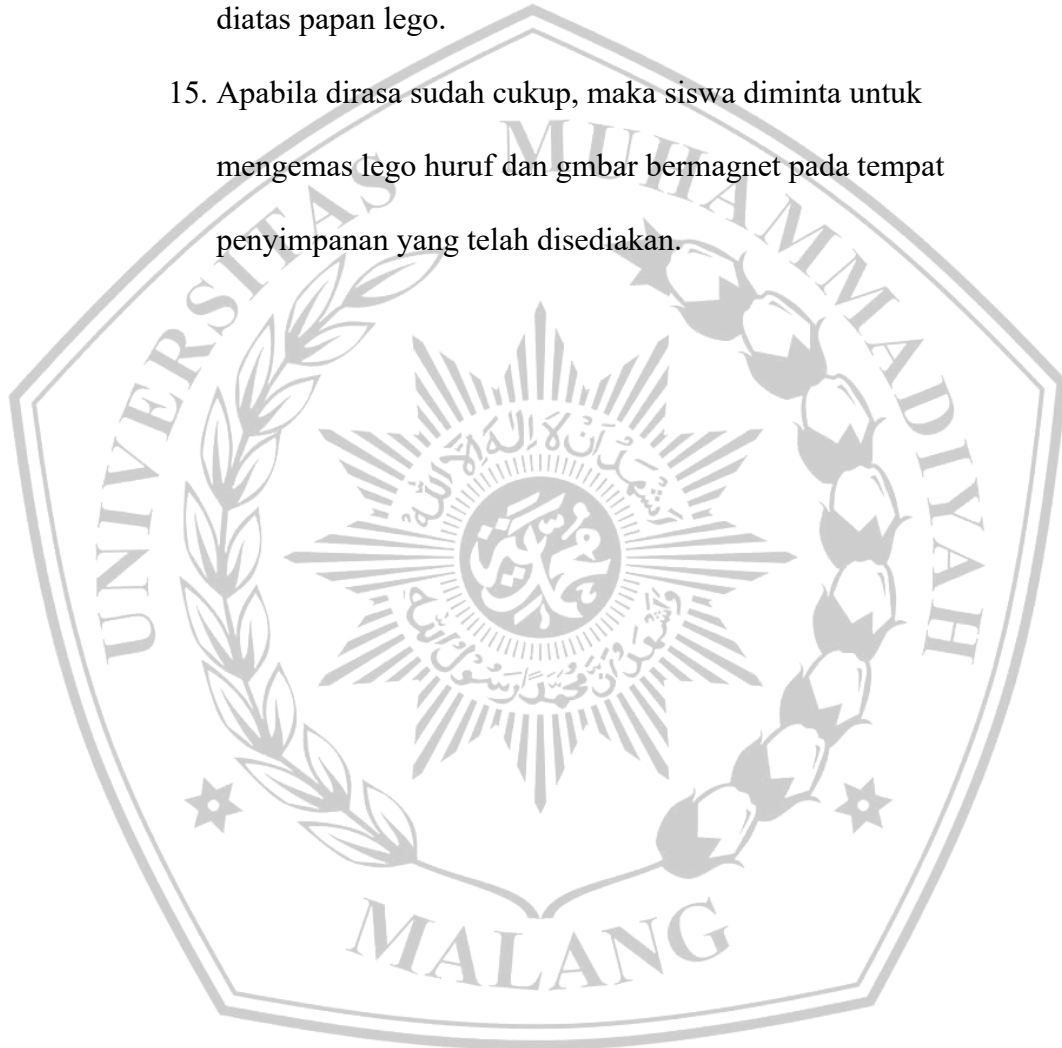 diatas papan lego.
15. Apabila dirasa sudah cukup, maka siswa diminta untuk
mengemas lego huruf dan gmbar bermagnet pada tempat
penyimpanan yang telah disediakan.
UNIVERSITAS MUHAMMADIYAH
MALANG